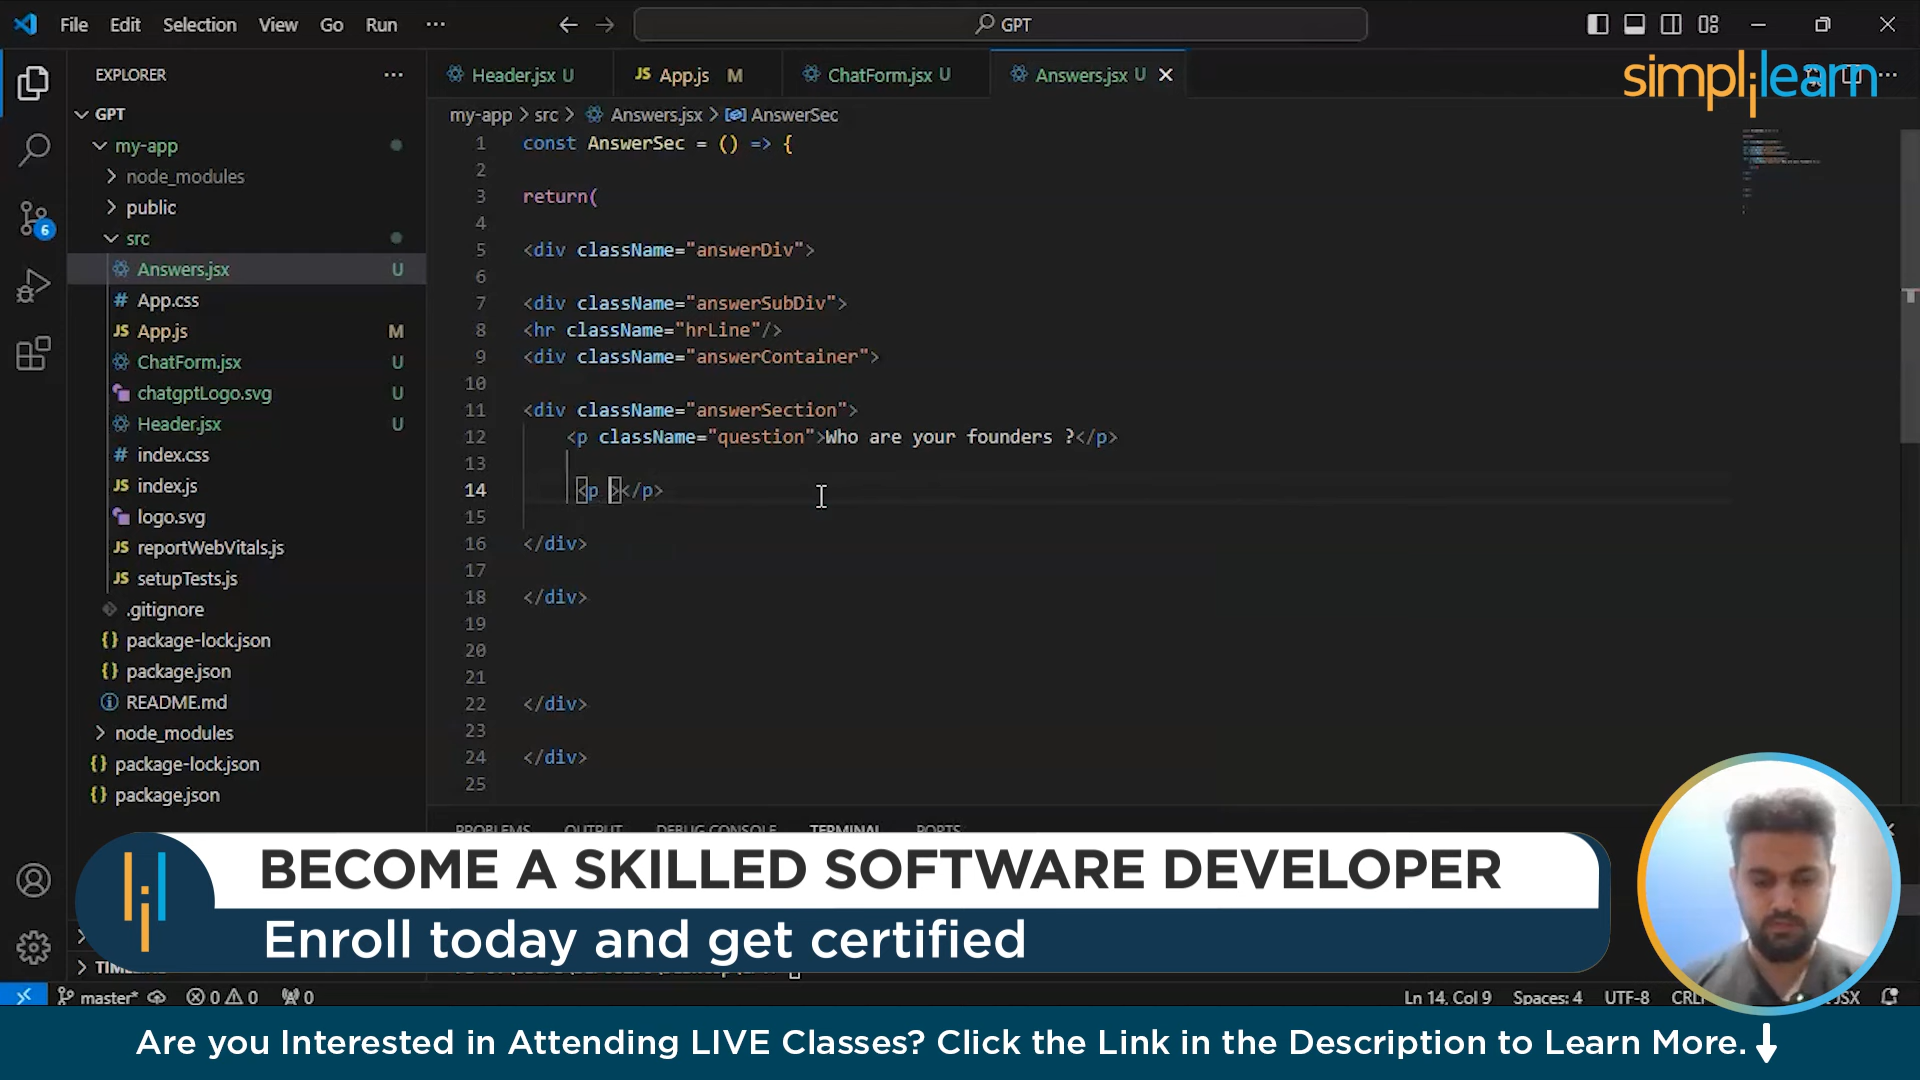 File Edit Selection View Go Run ··· GPT
simplilearn
EXPLORER ···
GPT
my-app
node_modules
public
src
Answers.jsx U
App.css
App.js M
ChatForm.jsx U
chatgptLogo.svg U
Header.jsx U
index.css
index.js
logo.svg
reportWebVitals.js
setupTests.js
.gitignore
package-lock.json
package.json
README.md
node_modules
package-lock.json
package.json
6
Header.jsx U
JS App.js M
ChatForm.jsx U
Answers.jsx U
my-app > src > Answers.jsx > AnswerSec
1 const AnswerSec = () => {
2
3 return(
4
5 <div className="answerDiv">
6
7 <div className="answerSubDiv">
8 <hr className="hrLine"/>
9 <div className="answerContainer">
10
11 <div className="answerSection">
12 <p className="question">Who are your founders ?</p>
13
14 <p ></p>
15
16 </div>
17
18 </div>
19
20
21
22 </div>
23
24 </div>
25
PROBLEMS OUTPUT DEBUG CONSOLE TERMINAL PORTS
BECOME A SKILLED SOFTWARE DEVELOPER
Enroll today and get certified
master* 0 0 0
Ln 14, Col 9 Spaces: 4 UTF-8
Are you Interested in Attending LIVE Classes? Click the Link in the Description to Learn More.